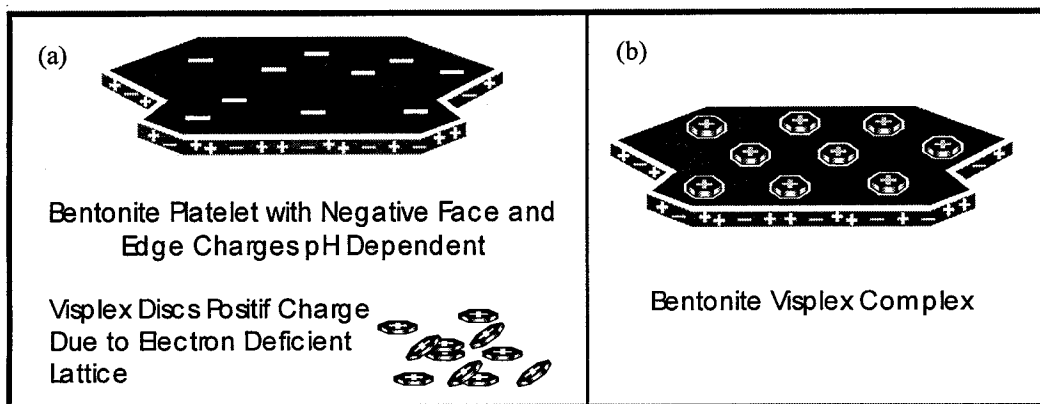 (a)
Bentonite Platelet with Negative Face and
Edge Charges pH Dependent
Visplex Discs Positif Charge
Due to Electron Deficient
Lattice
(b)
Bentonite Visplex Complex